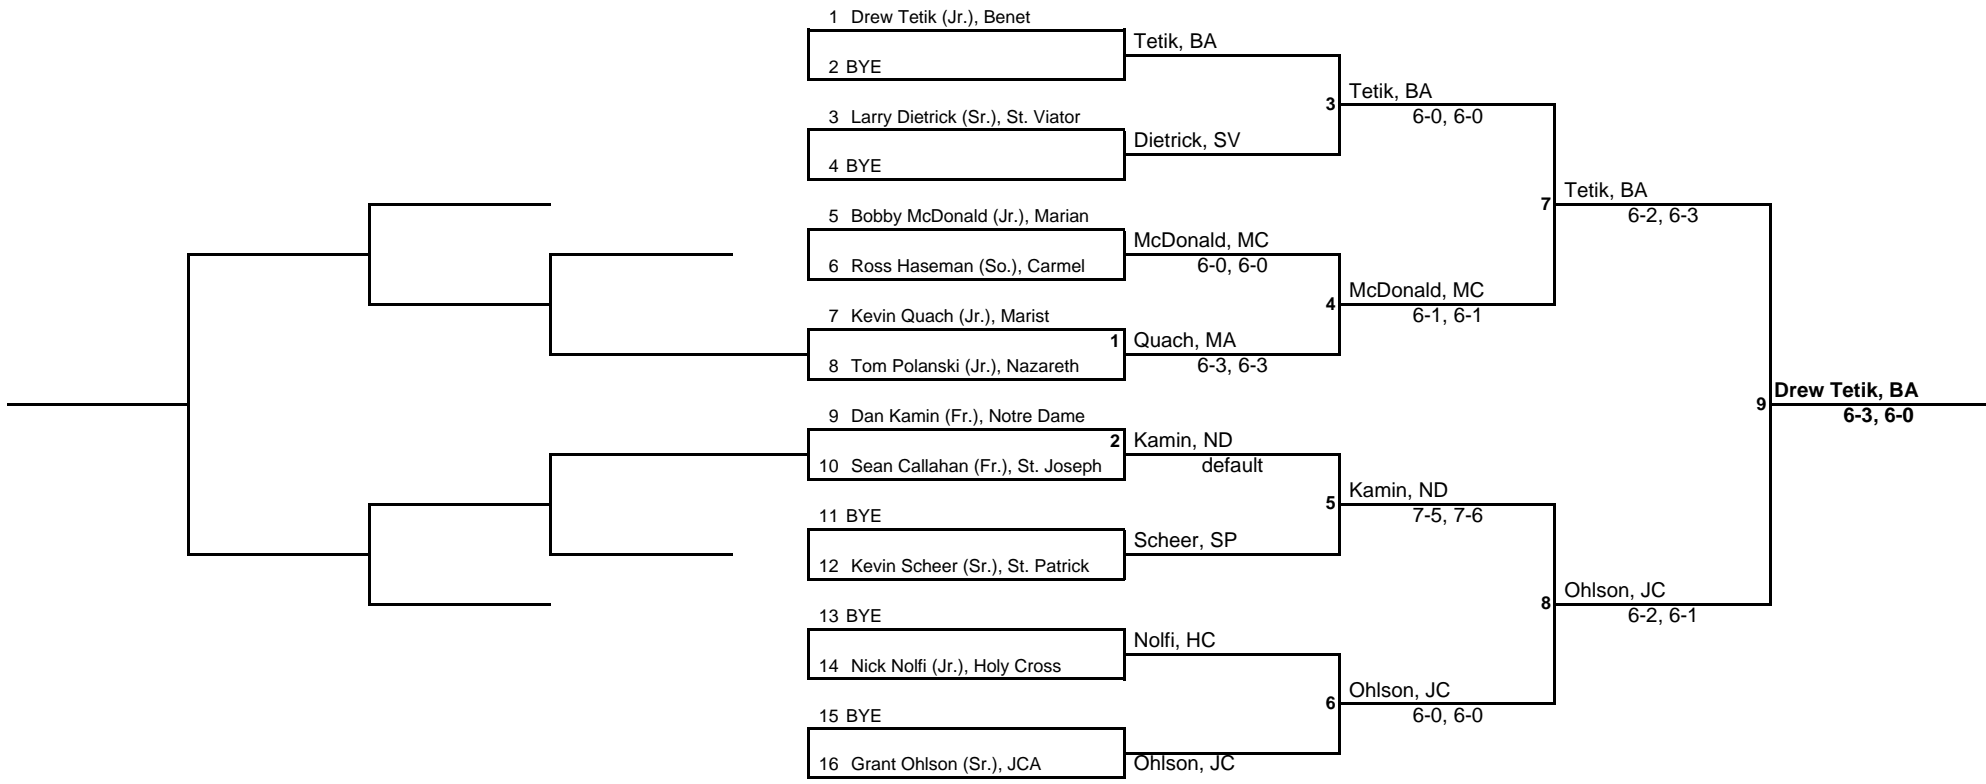 1 Drew Tetik (Jr.), Benet
Tetik, BA
2 BYE
Tetik, BA
3
6-0, 6-0
3 Larry Dietrick (Sr.), St. Viator
Dietrick, SV
4 BYE
Tetik, BA
7
6-2, 6-3
5 Bobby McDonald (Jr.), Marian
McDonald, MC
6 Ross Haseman (So.), Carmel
6-0, 6-0
McDonald, MC
4
6-1, 6-1
7 Kevin Quach (Jr.), Marist
1
Quach, MA
8 Tom Polanski (Jr.), Nazareth
6-3, 6-3
Drew Tetik, BA
9
6-3, 6-0
9 Dan Kamin (Fr.), Notre Dame
2
Kamin, ND
10 Sean Callahan (Fr.), St. Joseph
default
Kamin, ND
5
7-5, 7-6
11 BYE
Scheer, SP
12 Kevin Scheer (Sr.), St. Patrick
Ohlson, JC
8
6-2, 6-1
13 BYE
Nolfi, HC
14 Nick Nolfi (Jr.), Holy Cross
Ohlson, JC
6
6-0, 6-0
15 BYE
16 Grant Ohlson (Sr.), JCA
Ohlson, JC